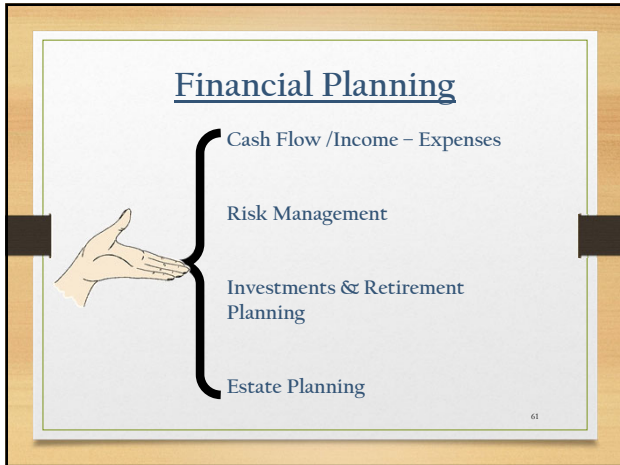 Financial Planning
Cash Flow /Income – Expenses
Risk Management
Investments & Retirement
Planning
Estate Planning
61